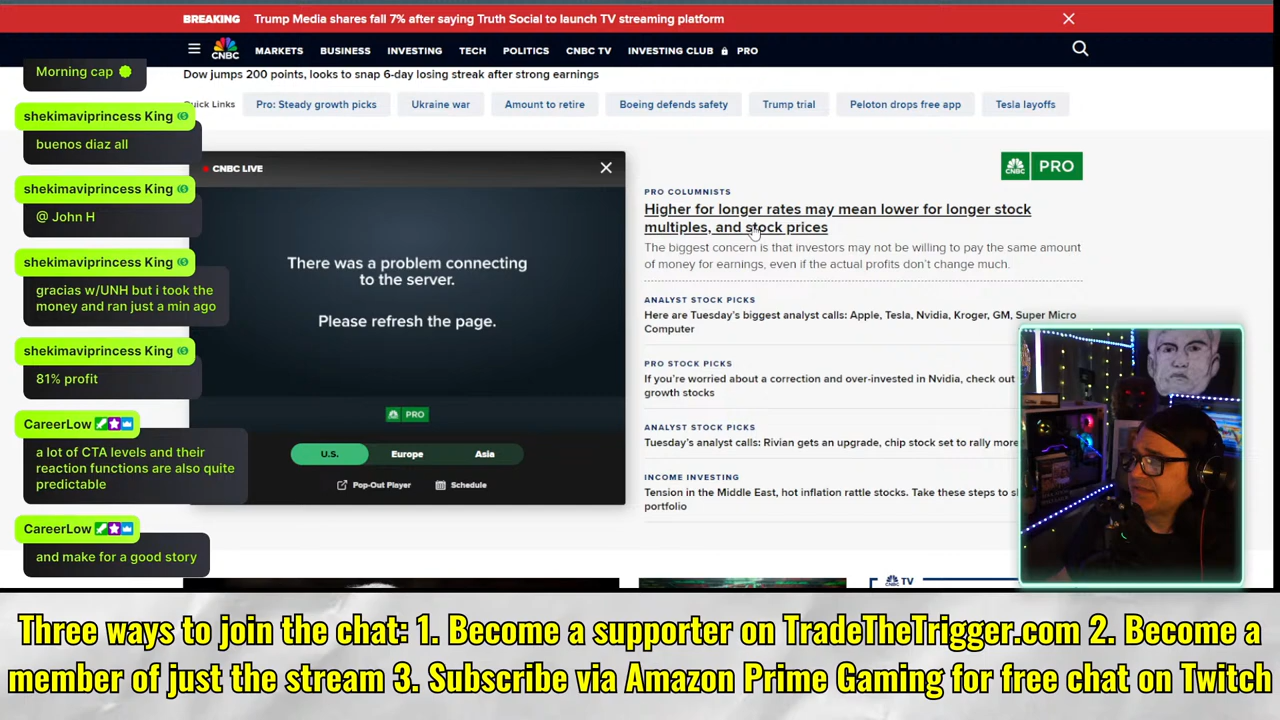 BREAKING Trump Media shares fall 7% after saying Truth Social to launch TV streaming platform
CNBC MARKETS BUSINESS INVESTING TECH POLITICS CNBC TV INVESTING CLUB PRO
Dow jumps 200 points, looks to snap 6-day losing streak after strong earnings
Quick Links Pro: Steady growth picks Ukraine war Amount to retire Boeing defends safety Trump trial Peloton drops free app Tesla layoffs
Morning cap
shekimaviprincess King
buenos diaz all
shekimaviprincess King
@ John H
shekimaviprincess King
gracias w/UNH but i took the
money and ran just a min ago
shekimaviprincess King
81% profit
CareerLow
a lot of CTA levels and their
reaction functions are also quite
predictable
CareerLow
and make for a good story
CNBC LIVE
There was a problem connecting
to the server.
Please refresh the page.
PRO
U.S. Europe Asia
Pop-Out Player Schedule
CNBC PRO
PRO COLUMNISTS
Higher for longer rates may mean lower for longer stock
multiples, and stock prices
The biggest concern is that investors may not be willing to pay the same amount
of money for earnings, even if the actual profits don't change much.
ANALYST STOCK PICKS
Here are Tuesday's biggest analyst calls: Apple, Tesla, Nvidia, Kroger, GM, Super Micro
Computer
PRO STOCK PICKS
If you're worried about a correction and over-invested in Nvidia, check out
growth stocks
ANALYST STOCK PICKS
Tuesday's analyst calls: Rivian gets an upgrade, chip stock set to rally more
INCOME INVESTING
Tension in the Middle East, hot inflation rattle stocks. Take these steps to
portfolio
TV
Three ways to join the chat: 1. Become a supporter on TradeTheTrigger.com 2. Become a
member of just the stream 3. Subscribe via Amazon Prime Gaming for free chat on Twitch